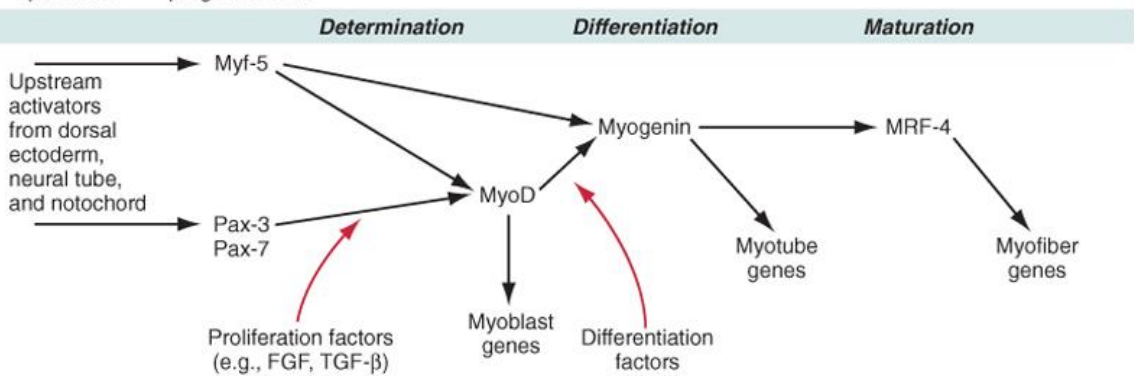 Determination Differentiation Maturation
Myf-5
Upstream
activators
from dorsal
ectoderm,
neural tube,
and notochord
Myogenin
MRF-4
MyoD
Pax-3
Pax-7
Myotube
genes
Myofiber
genes
Myoblast
genes
Proliferation factors
(e.g., FGF, TGF-β)
Differentiation
factors